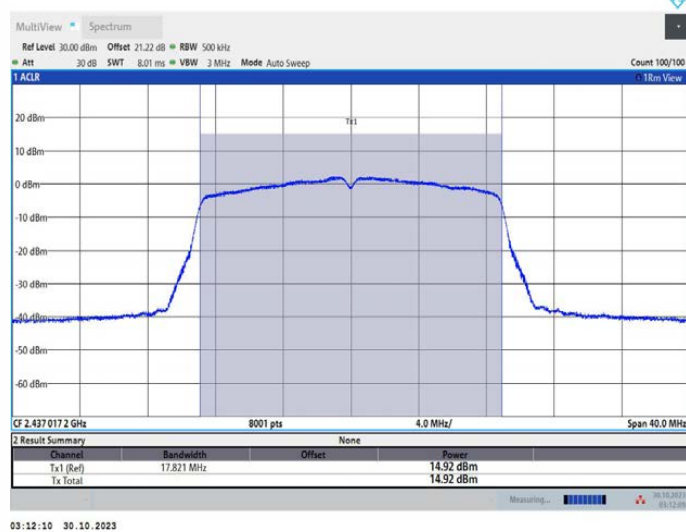 MultiView Spectrum
Ref Level 30.00 dBm Offset 21.22 dB RBW 500 kHz
Att 30 dB SWT 8.01 ms VBW 3 MHz Mode Auto Sweep Count 100/100
1 ACLR 1Rm View
Tx1
20 dBm
10 dBm
0 dBm
-10 dBm
-20 dBm
-30 dBm
-40 dBm
-50 dBm
-60 dBm
CF 2.437 017 2 GHz 8001 pts 4.0 MHz/ Span 40.0 MHz
2 Result Summary None
Channel Bandwidth Offset Power
Tx1 (Ref) 17.821 MHz 14.92 dBm
Tx Total 14.92 dBm
Measuring... 30.10.2023
03:12:09
03:12:10 30.10.2023